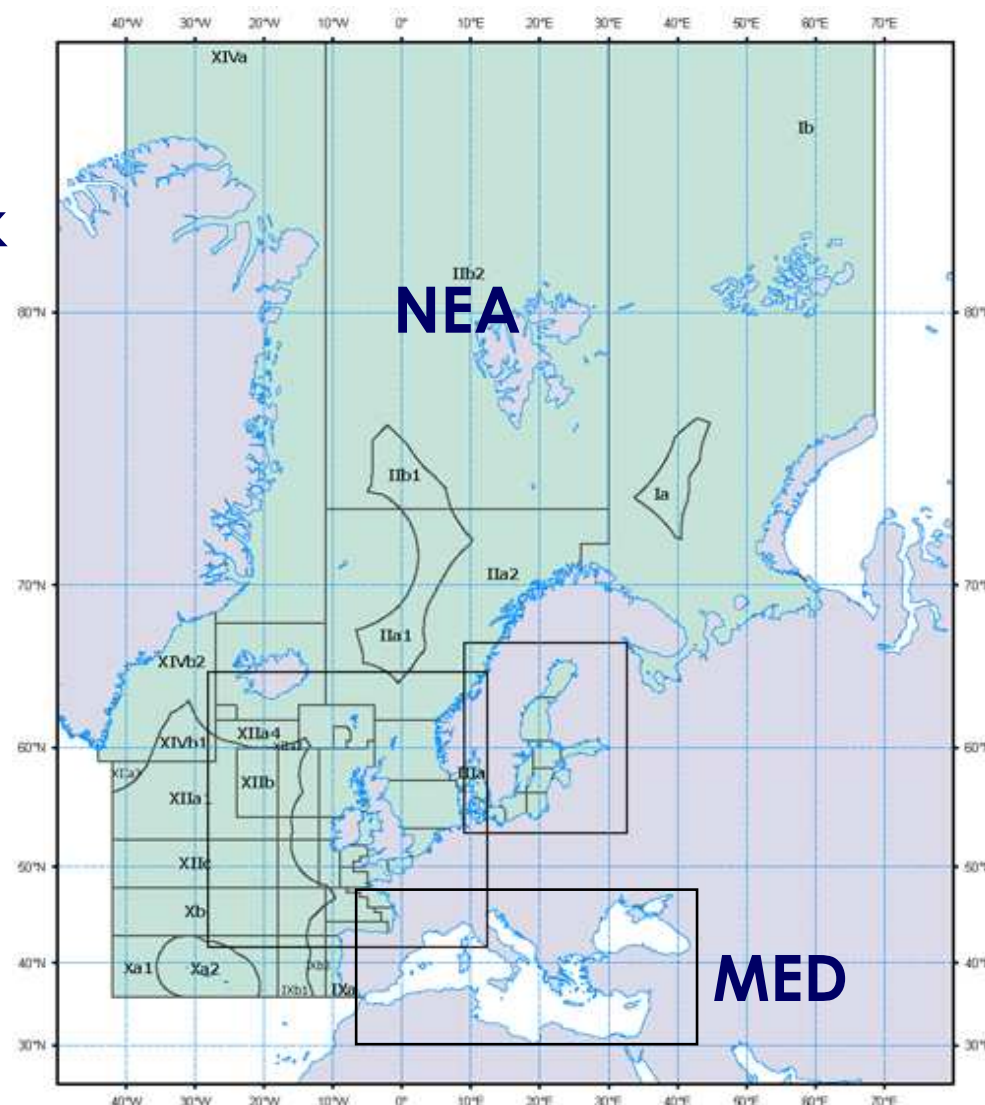 40°W 30°W 20°W 10°W 0° 10°E 20°E 30°E 40°E 50°E 60°E 70°E
XIVa
Ib
IIb2
NEA
80°N 80°N
IIb1
Ia
70°N IIa2 70°N
IIa1
XIVb2
XIIa4
60°N XIVb1 60°N
XIIb IIIa
XIIa1
50°N XIIc 50°N
Xb
40°N Xa1 Xa2 40°N
MED
IXb1 IXa
30°N 30°N
40°W 30°W 20°W 10°W 0° 10°E 20°E 30°E 40°E 50°E 60°E 70°E